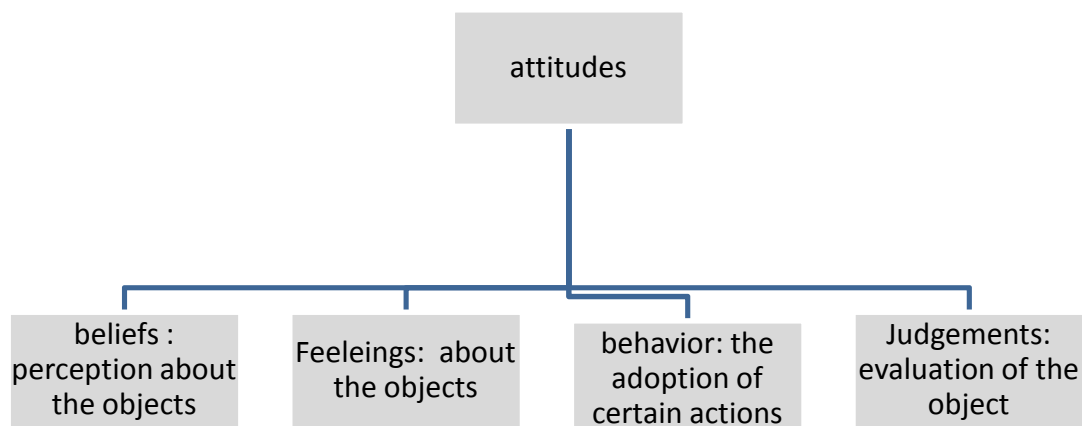 attitudes
beliefs :
perception about
the objects
Feeleings:  about
the objects
behavior: the
adoption of
certain actions
Judgements:
evaluation of the
object